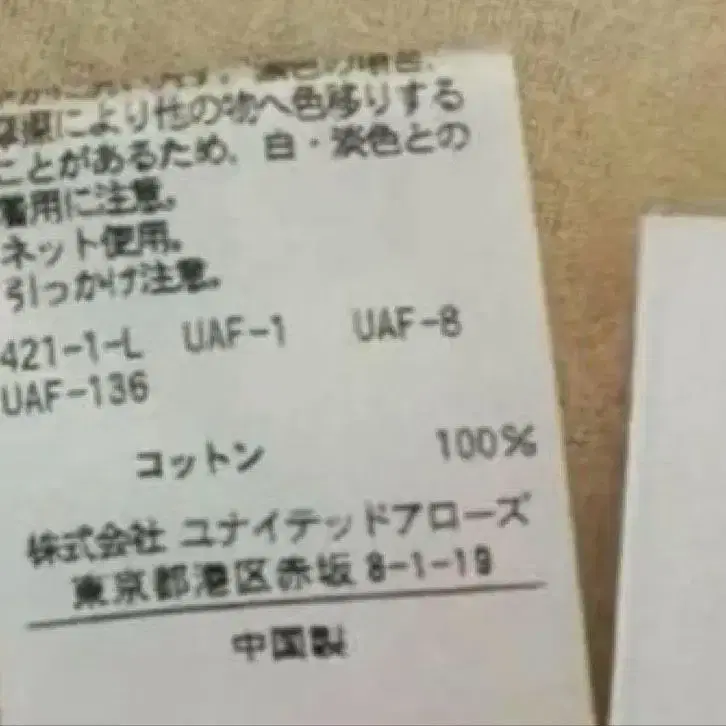 摩擦により他の物へ色移りする
ことがあるため、白・淡色との
着用に注意。
ネット使用。
引っかけ注意。
421-1-L UAF-1 UAF-8
UAF-136
コットン 100%
株式会社 ユナイテッドアローズ
東京都港区赤坂 8-1-19
中国製